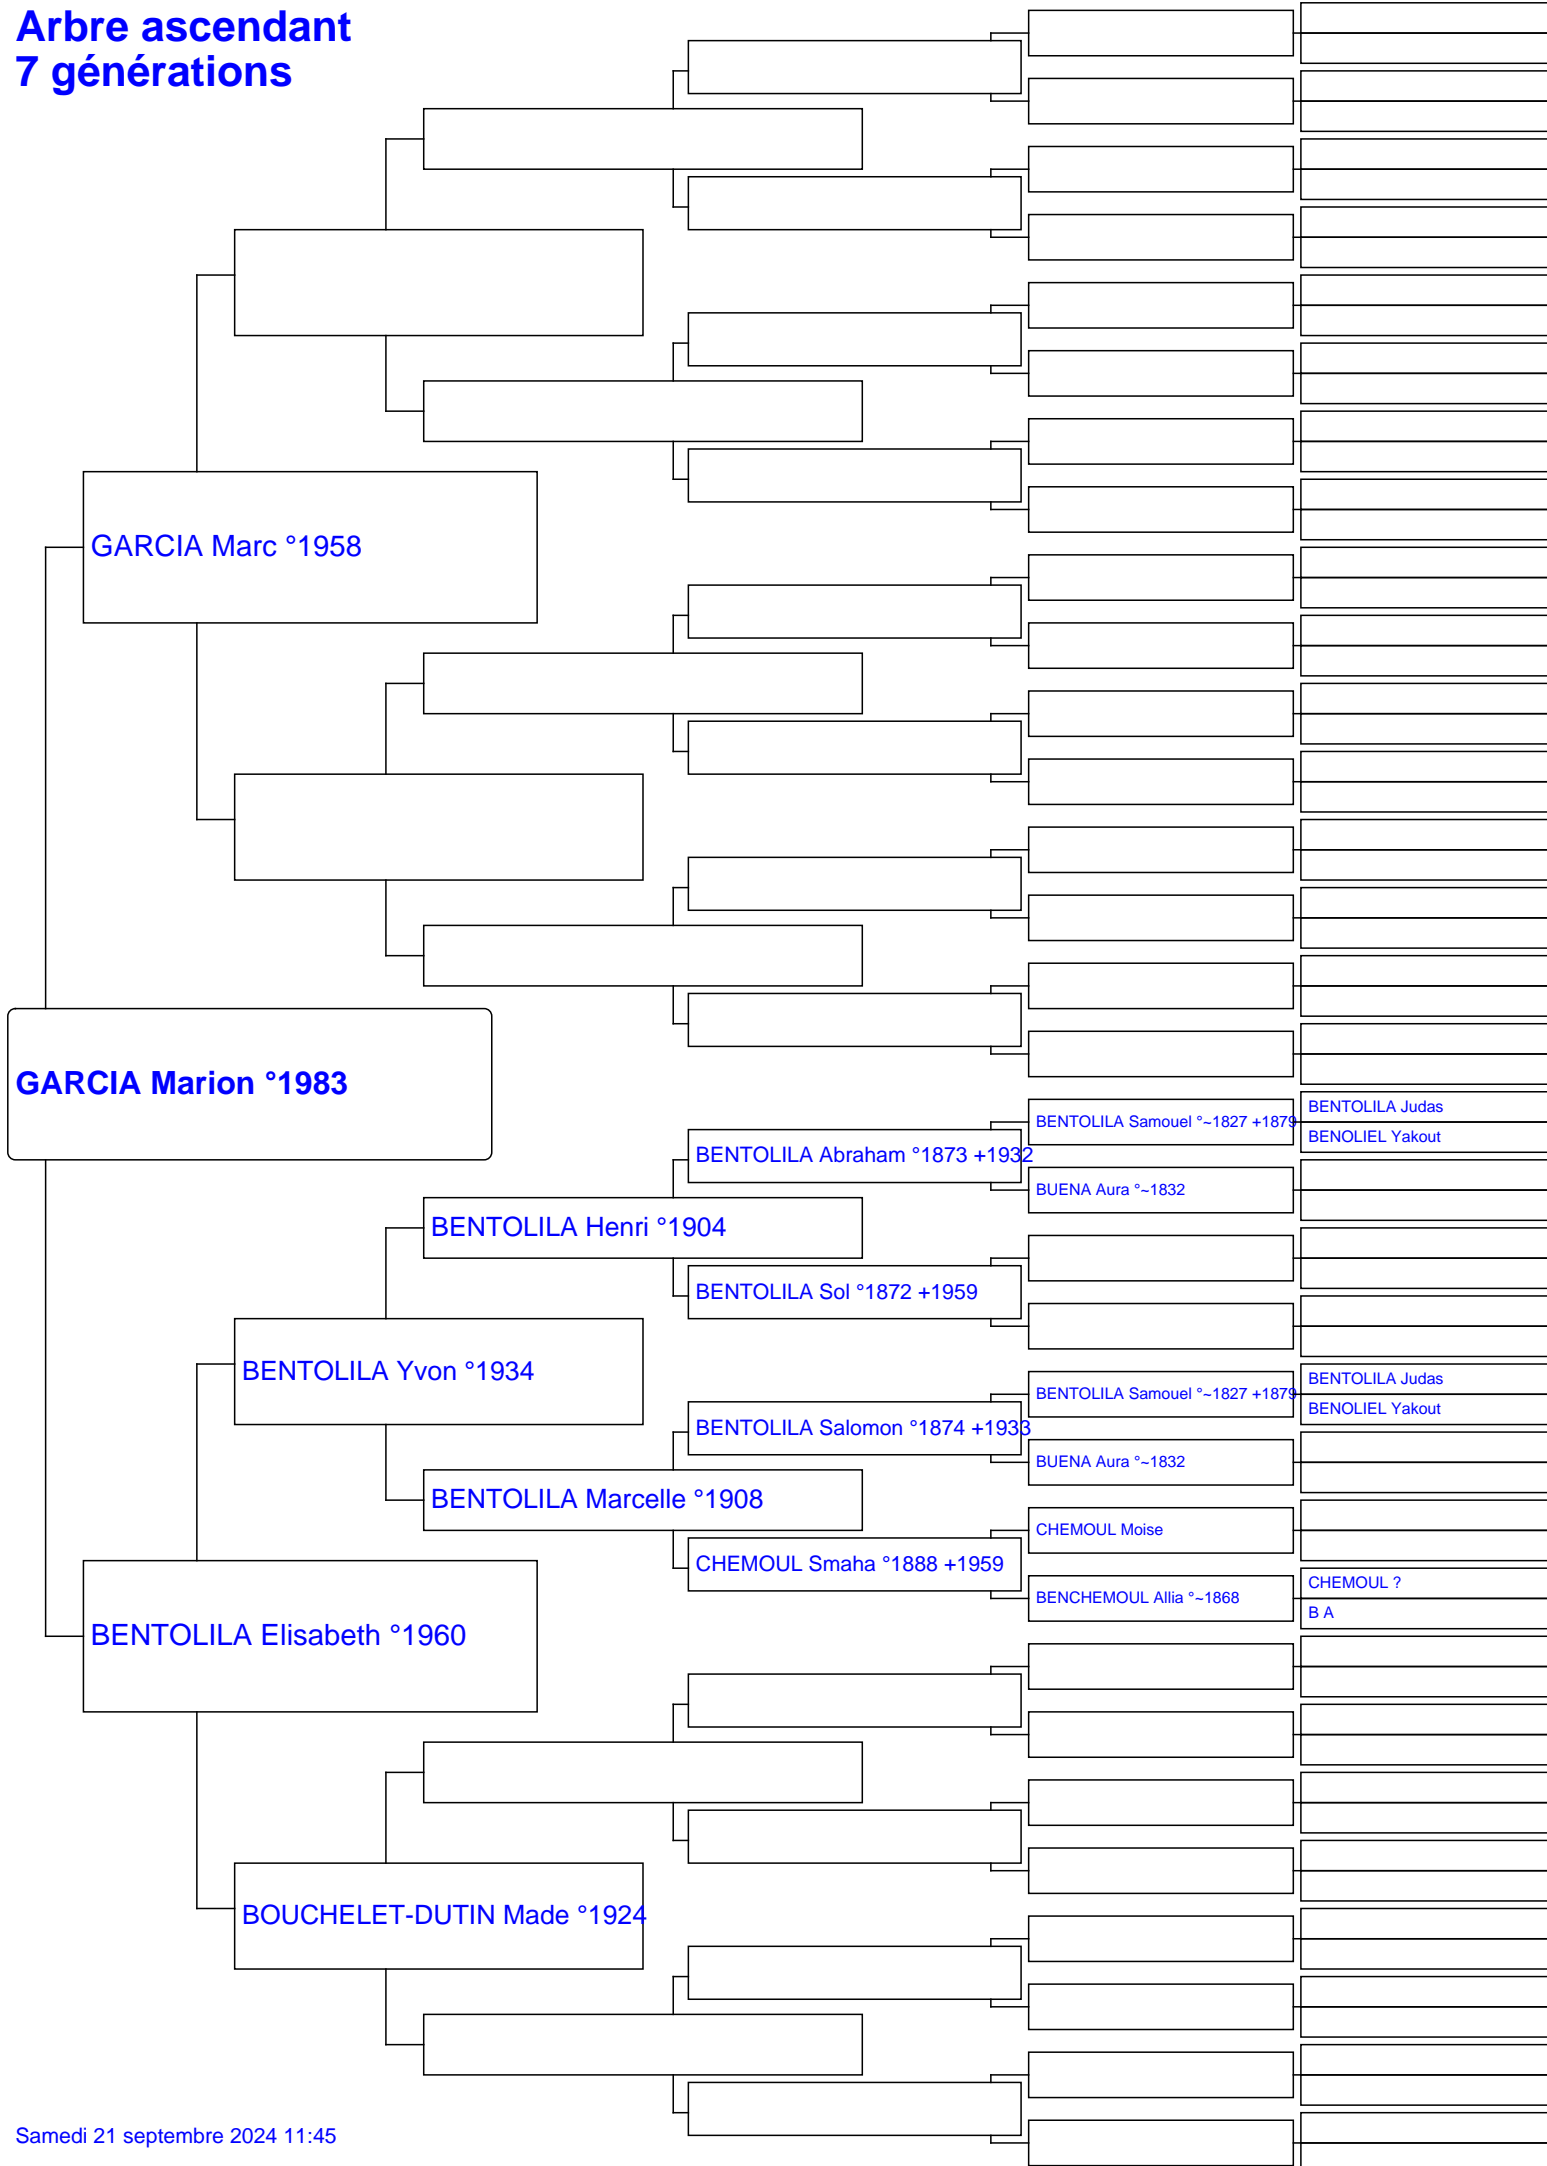 Arbre ascendant
7 générations
GARCIA Marc °1958
GARCIA Marion °1983
BENTOLILA Judas
BENTOLILA Samouel °~1827 +1879
BENOLIEL Yakout
BENTOLILA Abraham °1873 +1932
BUENA Aura °~1832
BENTOLILA Henri °1904
BENTOLILA Sol °1872 +1959
BENTOLILA Yvon °1934
BENTOLILA Judas
BENTOLILA Samouel °~1827 +1879
BENOLIEL Yakout
BENTOLILA Salomon °1874 +1933
BUENA Aura °~1832
BENTOLILA Marcelle °1908
CHEMOUL Moise
CHEMOUL Smaha °1888 +1959
CHEMOUL ?
BENCHEMOUL Allia °~1868
B A
BENTOLILA Elisabeth °1960
BOUCHELET-DUTIN Made °1924
Samedi 21 septembre 2024 11:45